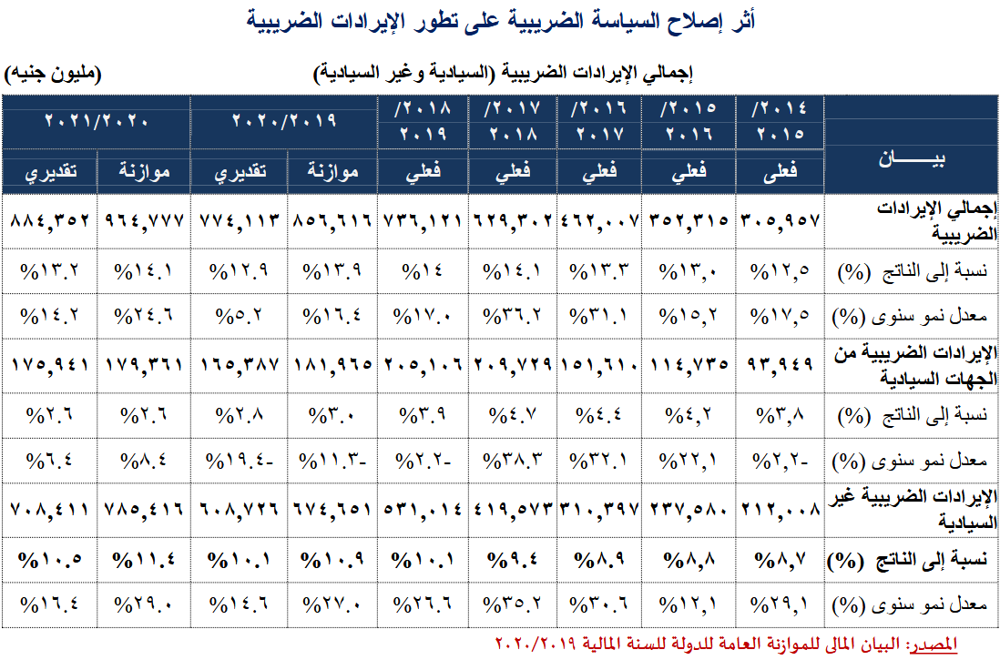 أثر إصلاح السياسة الضريبية على تطور الإيرادات الضريبية
إجمالي الإيرادات الضريبية (السيادية وغير السيادية) (مليون جنيه)
بيـــــــان ٢٠١٤/ ٢٠١٥ ٢٠١٥/ ٢٠١٦ ٢٠١٦/ ٢٠١٧ ٢٠١٧/ ٢٠١٨ ٢٠١٨/ ٢٠١٩ ٢٠٢٠/٢٠١٩ ٢٠٢١/٢٠٢٠
فعلى فعلي فعلي فعلي فعلي موازنة تقديري موازنة تقديري
إجمالي الإيرادات الضريبية ٣٠٥,٩٥٧ ٣٥٢,٣١٥ ٤٦٢,٠٠٧ ٦٢٩,٣٠٢ ٧٣٦,١٢١ ٨٥٦,٦١٦ ٧٧٤,١١٣ ٩٦٤,٧٧٧ ٨٨٤,٣٥٢
نسبة إلى الناتج (%) ١٢,٥% ١٣,٠% ١٣.٣% ١٤.١% ١٤% ١٣.٩% ١٢.٩% ١٤.١% ١٣.٢%
معدل نمو سنوى (%) ١٧,٥% ١٥,٢% ٣١.١% ٣٦.٢% ١٧.٠% ١٦.٤% ٥.٢% ٢٤.٦% ١٤.٢%
الإيرادات الضريبية من الجهات السيادية ٩٣,٩٤٩ ١١٤,٧٣٥ ١٥١,٦١٠ ٢٠٩,٧٢٩ ٢٠٥,١٠٦ ١٨١,٩٦٥ ١٦٥,٣٨٧ ١٧٩,٣٦١ ١٧٥,٩٤١
نسبة إلى الناتج (%) ٣,٨% ٤,٢% ٤.٤% ٤.٧% ٣.٩% ٣.٠% ٢.٨% ٢.٦% ٢.٦%
معدل نمو سنوى (%) -٢,٢% ٢٢,١% ٣٢.١% ٣٨.٣% -٢.٢% -١١.٣% -١٩.٤% ٨.٤% ٦.٤%
الإيرادات الضريبية غير السيادية ٢١٢,٠٠٨ ٢٣٧,٥٨٠ ٣١٠,٣٩٧ ٤١٩,٥٧٣ ٥٣١,٠١٤ ٦٧٤,٦٥١ ٦٠٨,٧٢٦ ٧٨٥,٤١٦ ٧٠٨,٤١١
نسبة إلى الناتج (%) ٨,٧% ٨,٨% ٨.٩% ٩.٤% ١٠.١% ١٠.٩% ١٠.١% ١١.٤% ١٠.٥%
معدل نمو سنوى (%) ٢٩,١% ١٢,١% ٣٠.٦% ٣٥.٢% ٢٦.٦% ٢٧.٠% ١٤.٦% ٢٩.٠% ١٦.٤%
المصدر: البيان المالى للموازنة العامة للدولة للسنة المالية ٢٠٢٠/٢٠١٩